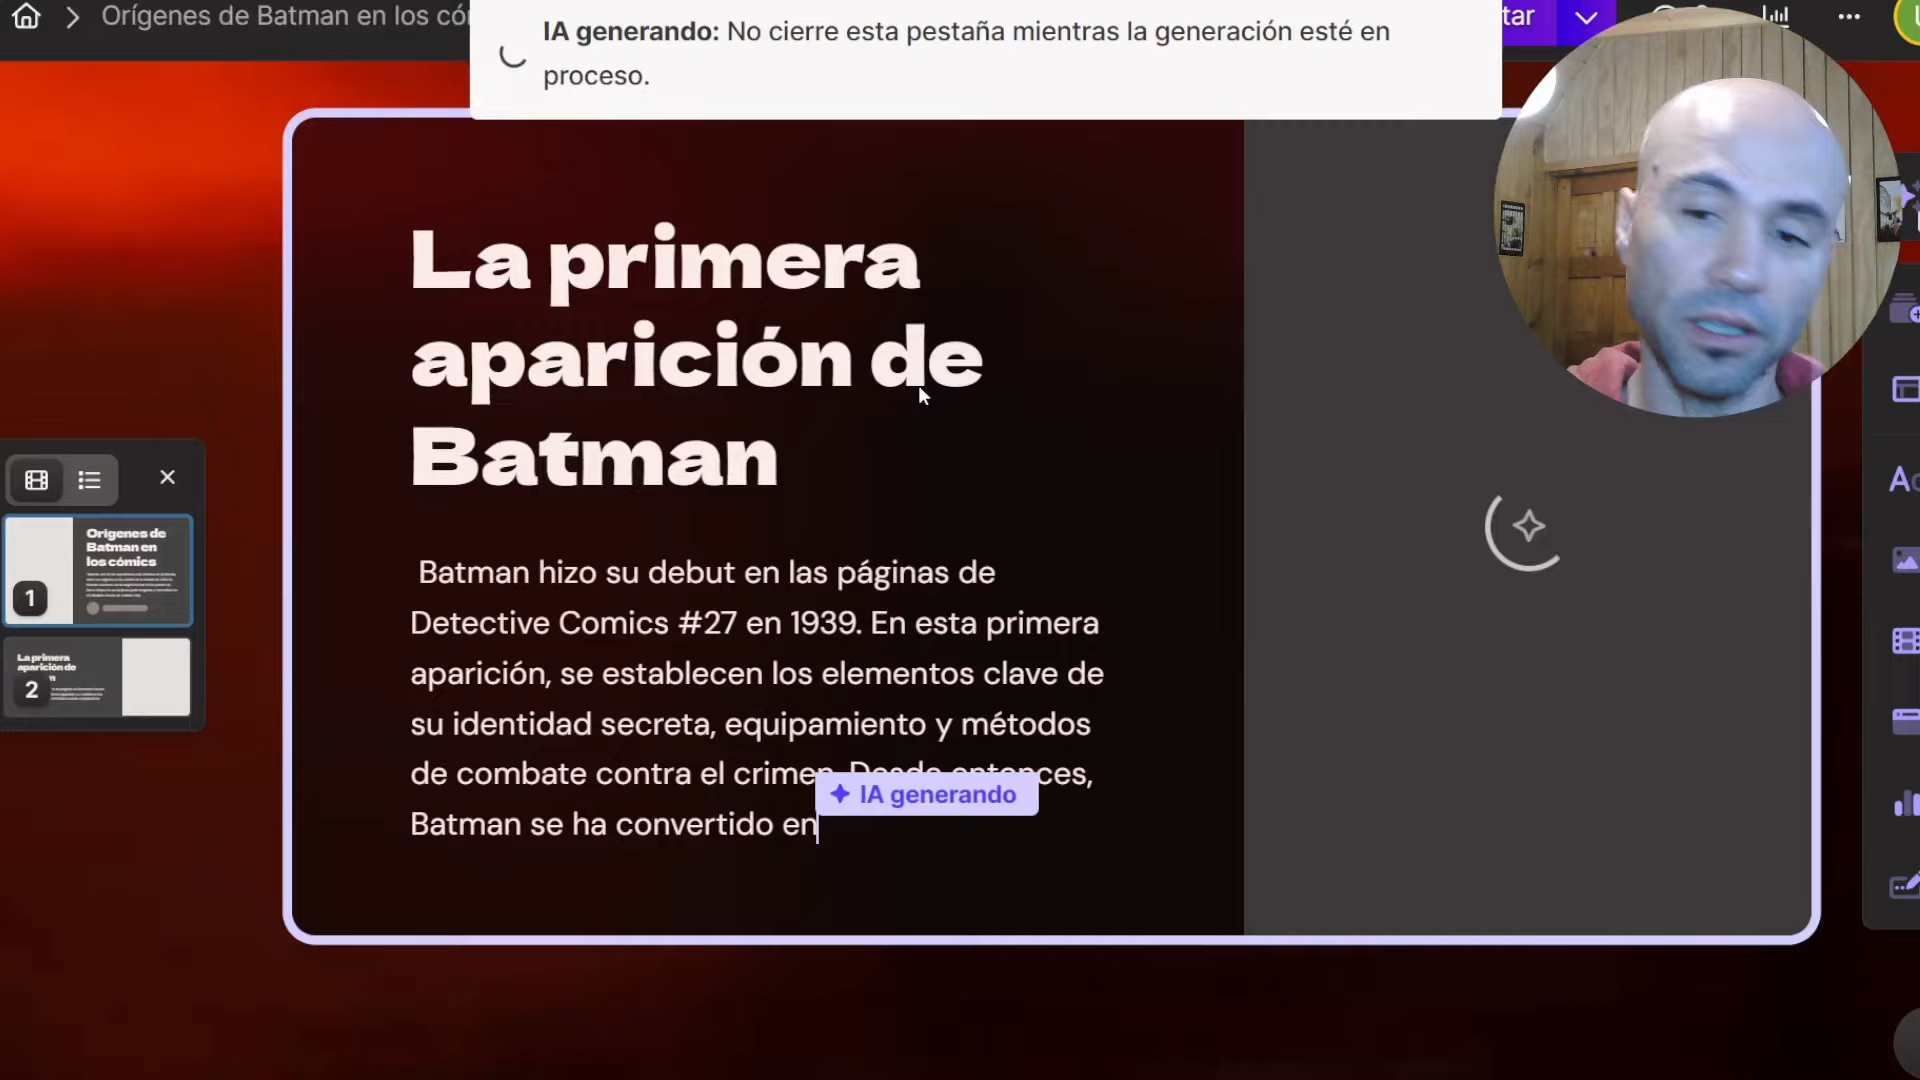 Orígenes de Batman en los có
IA generando: No cierre esta pestaña mientras la generación esté en
proceso.
tar
La primera
aparición de
Batman
Batman hizo su debut en las páginas de
Detective Comics #27 en 1939. En esta primera
aparición, se establecen los elementos clave de
su identidad secreta, equipamiento y métodos
de combate contra el crimen. Desde entonces,
Batman se ha convertido en
IA generando
Orígenes de
Batman en
los cómics
1
La primera
aparición de
2